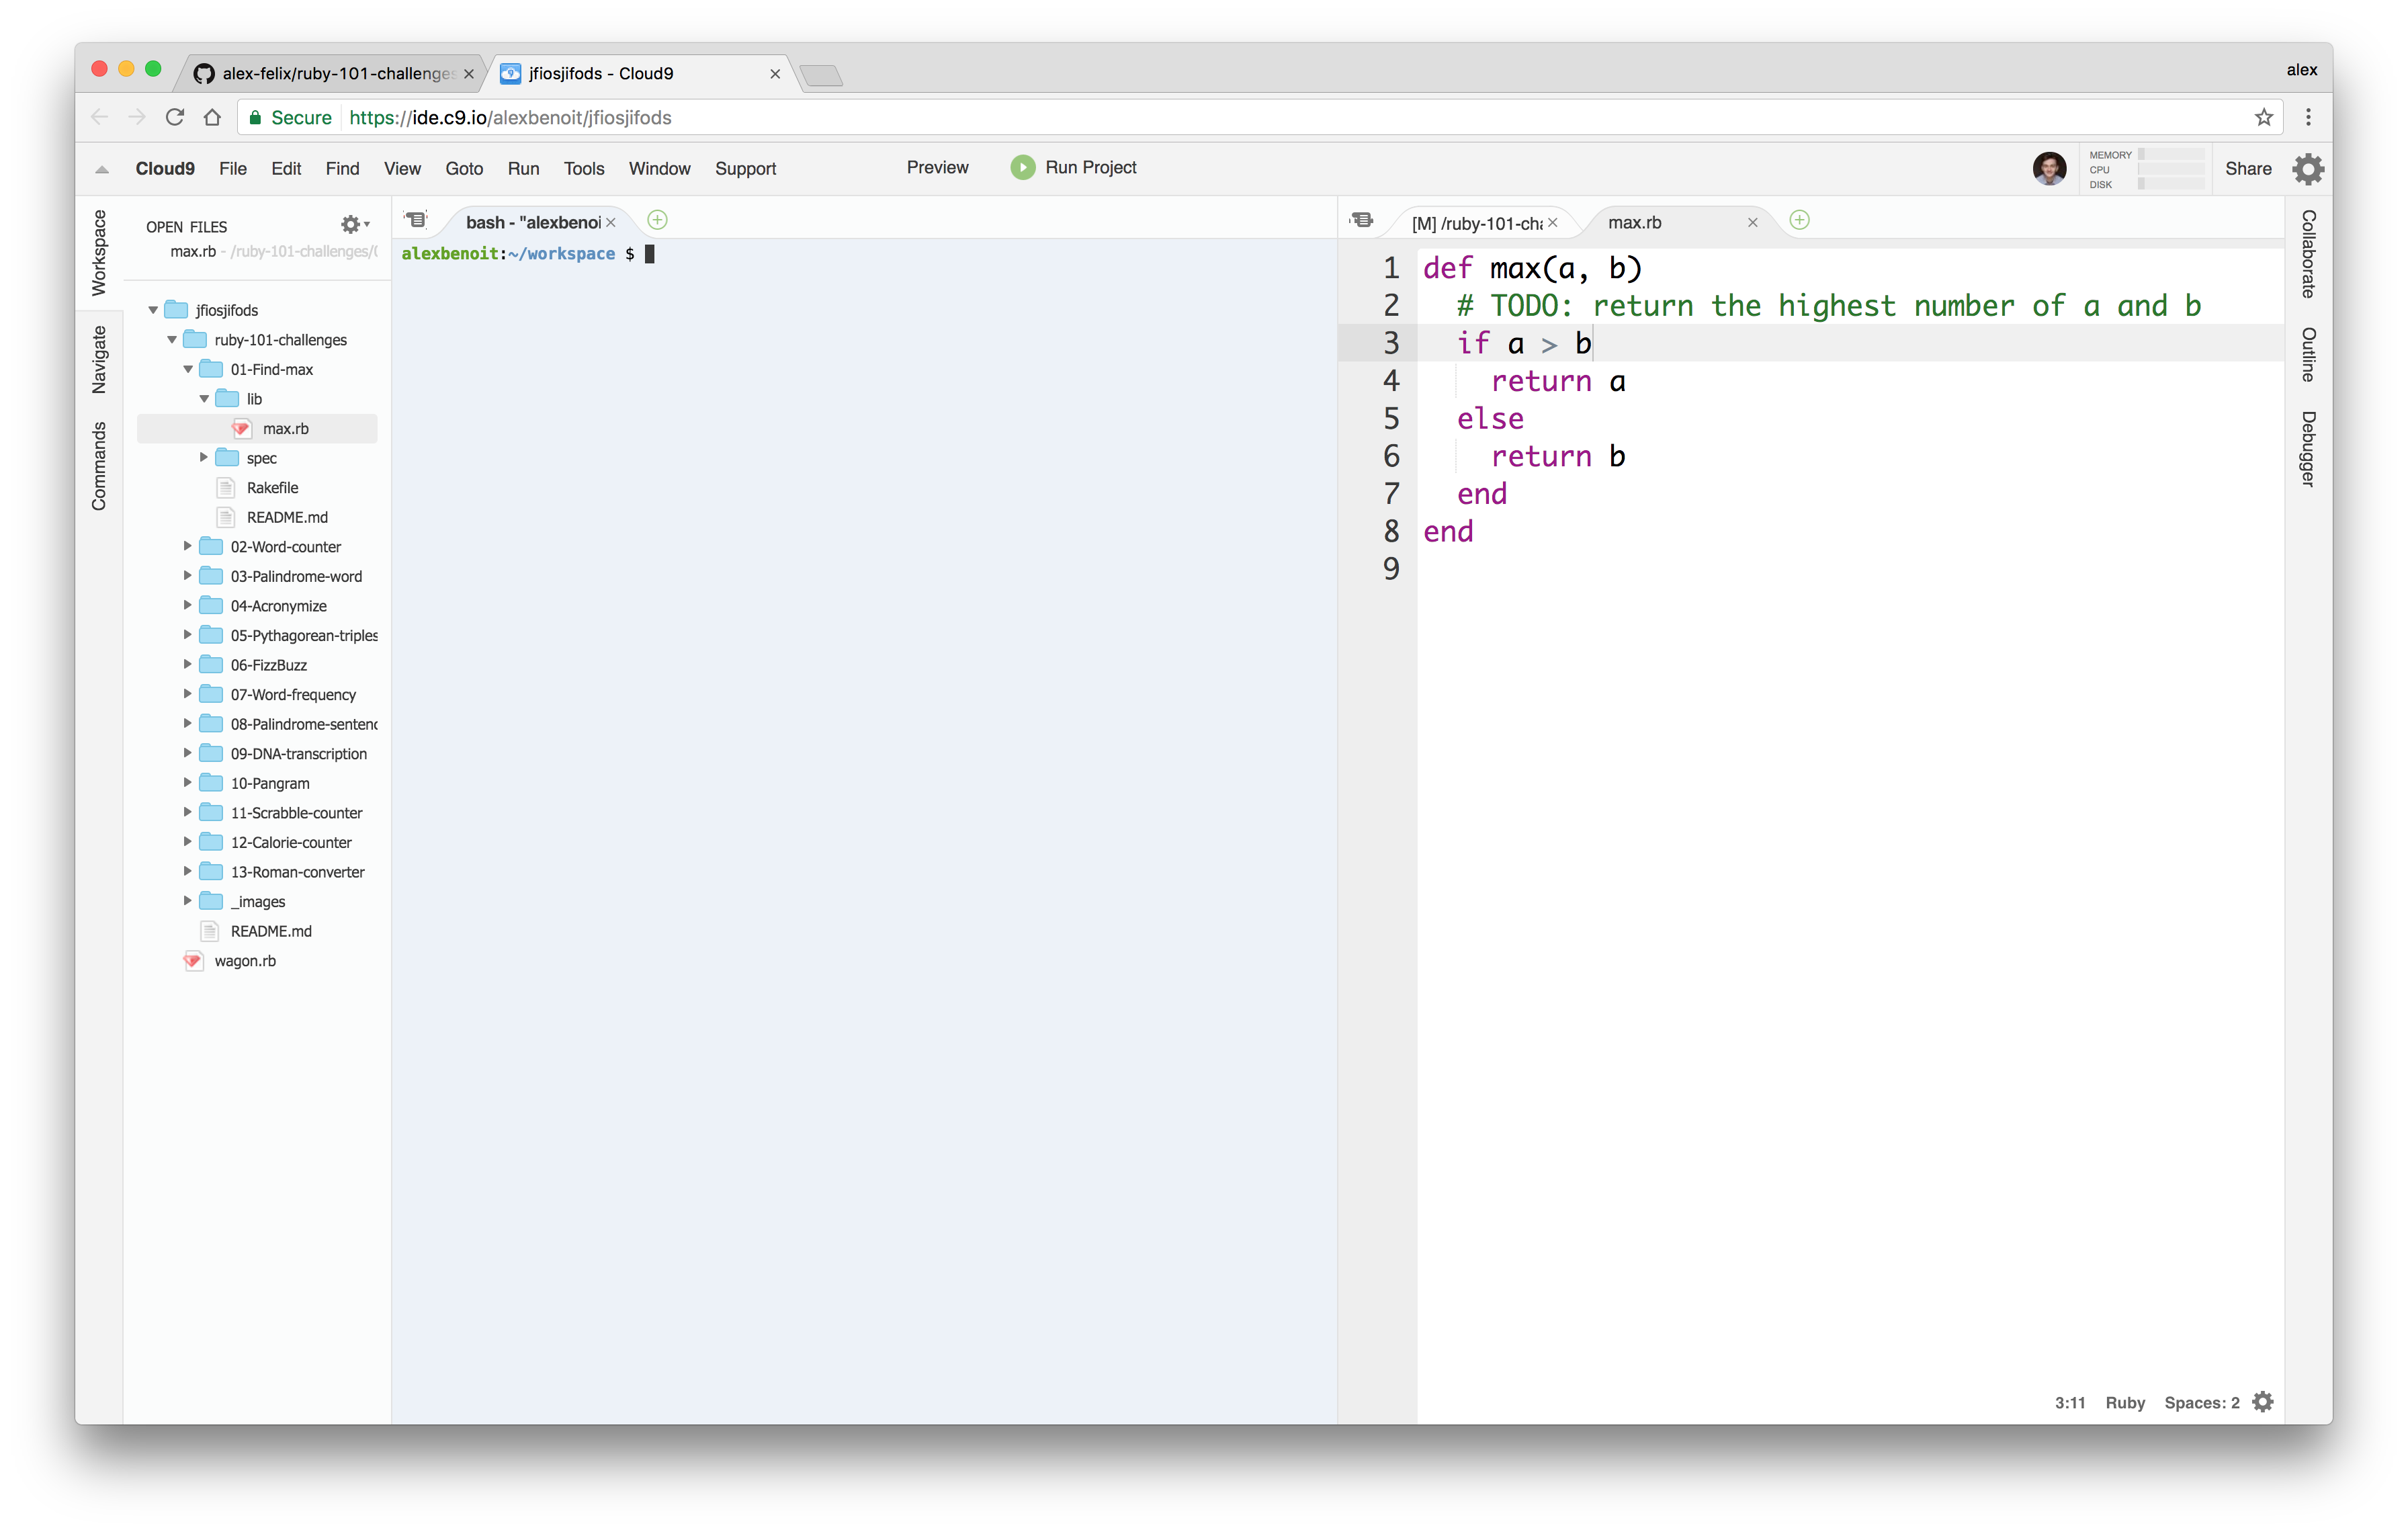 alex-felix/ruby-101-challenges
jfiosjifods - Cloud9
alex
Secure
https://ide.c9.io/alexbenoit/jfiosjifods
Cloud9 File Edit Find View Goto Run Tools Window Support Preview Run Project
MEMORY
CPU
DISK
Share
Workspace
Navigate
Commands
OPEN FILES
max.rb - /ruby-101-challenges/(
jfiosjifods
ruby-101-challenges
01-Find-max
lib
max.rb
spec
Rakefile
README.md
02-Word-counter
03-Palindrome-word
04-Acronymize
05-Pythagorean-triples
06-FizzBuzz
07-Word-frequency
08-Palindrome-sentenc
09-DNA-transcription
10-Pangram
11-Scrabble-counter
12-Calorie-counter
13-Roman-converter
_images
README.md
wagon.rb
bash - "alexbenoi
alexbenoit:~/workspace $
[M] /ruby-101-cha
max.rb
1 def max(a, b)
2 # TODO: return the highest number of a and b
3 if a > b
4 return a
5 else
6 return b
7 end
8 end
9
3:11 Ruby Spaces: 2
Collaborate
Outline
Debugger